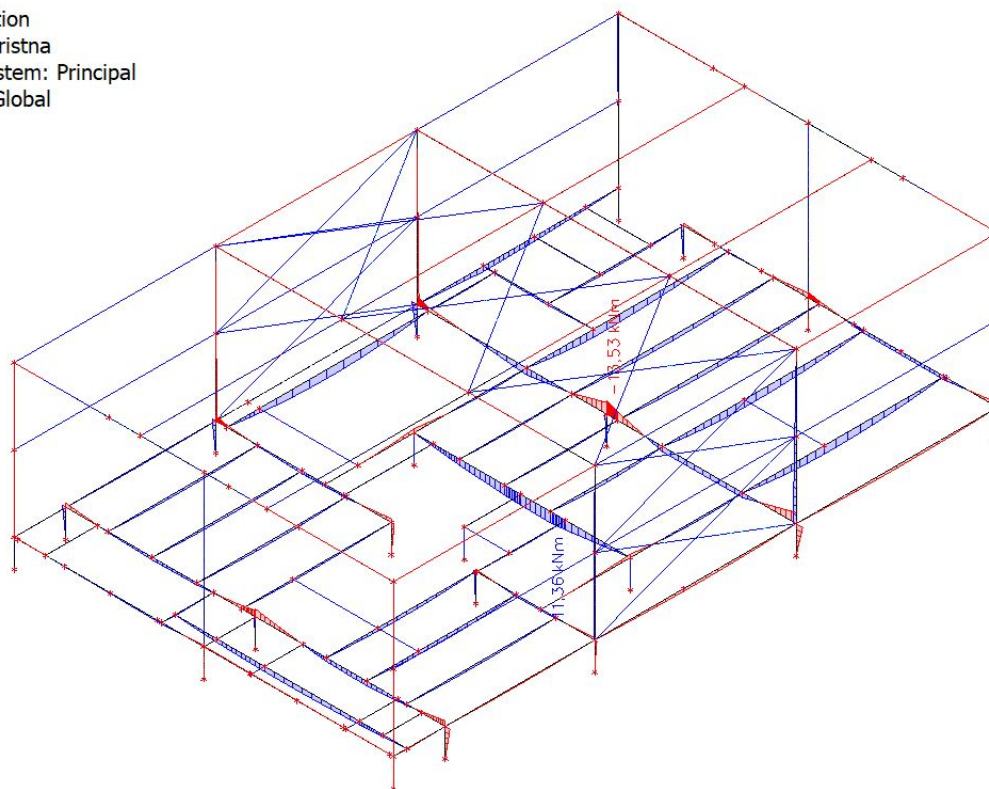 tion
ristna
stem: Principal
Global
-13,53 kNm
11,36 kNm